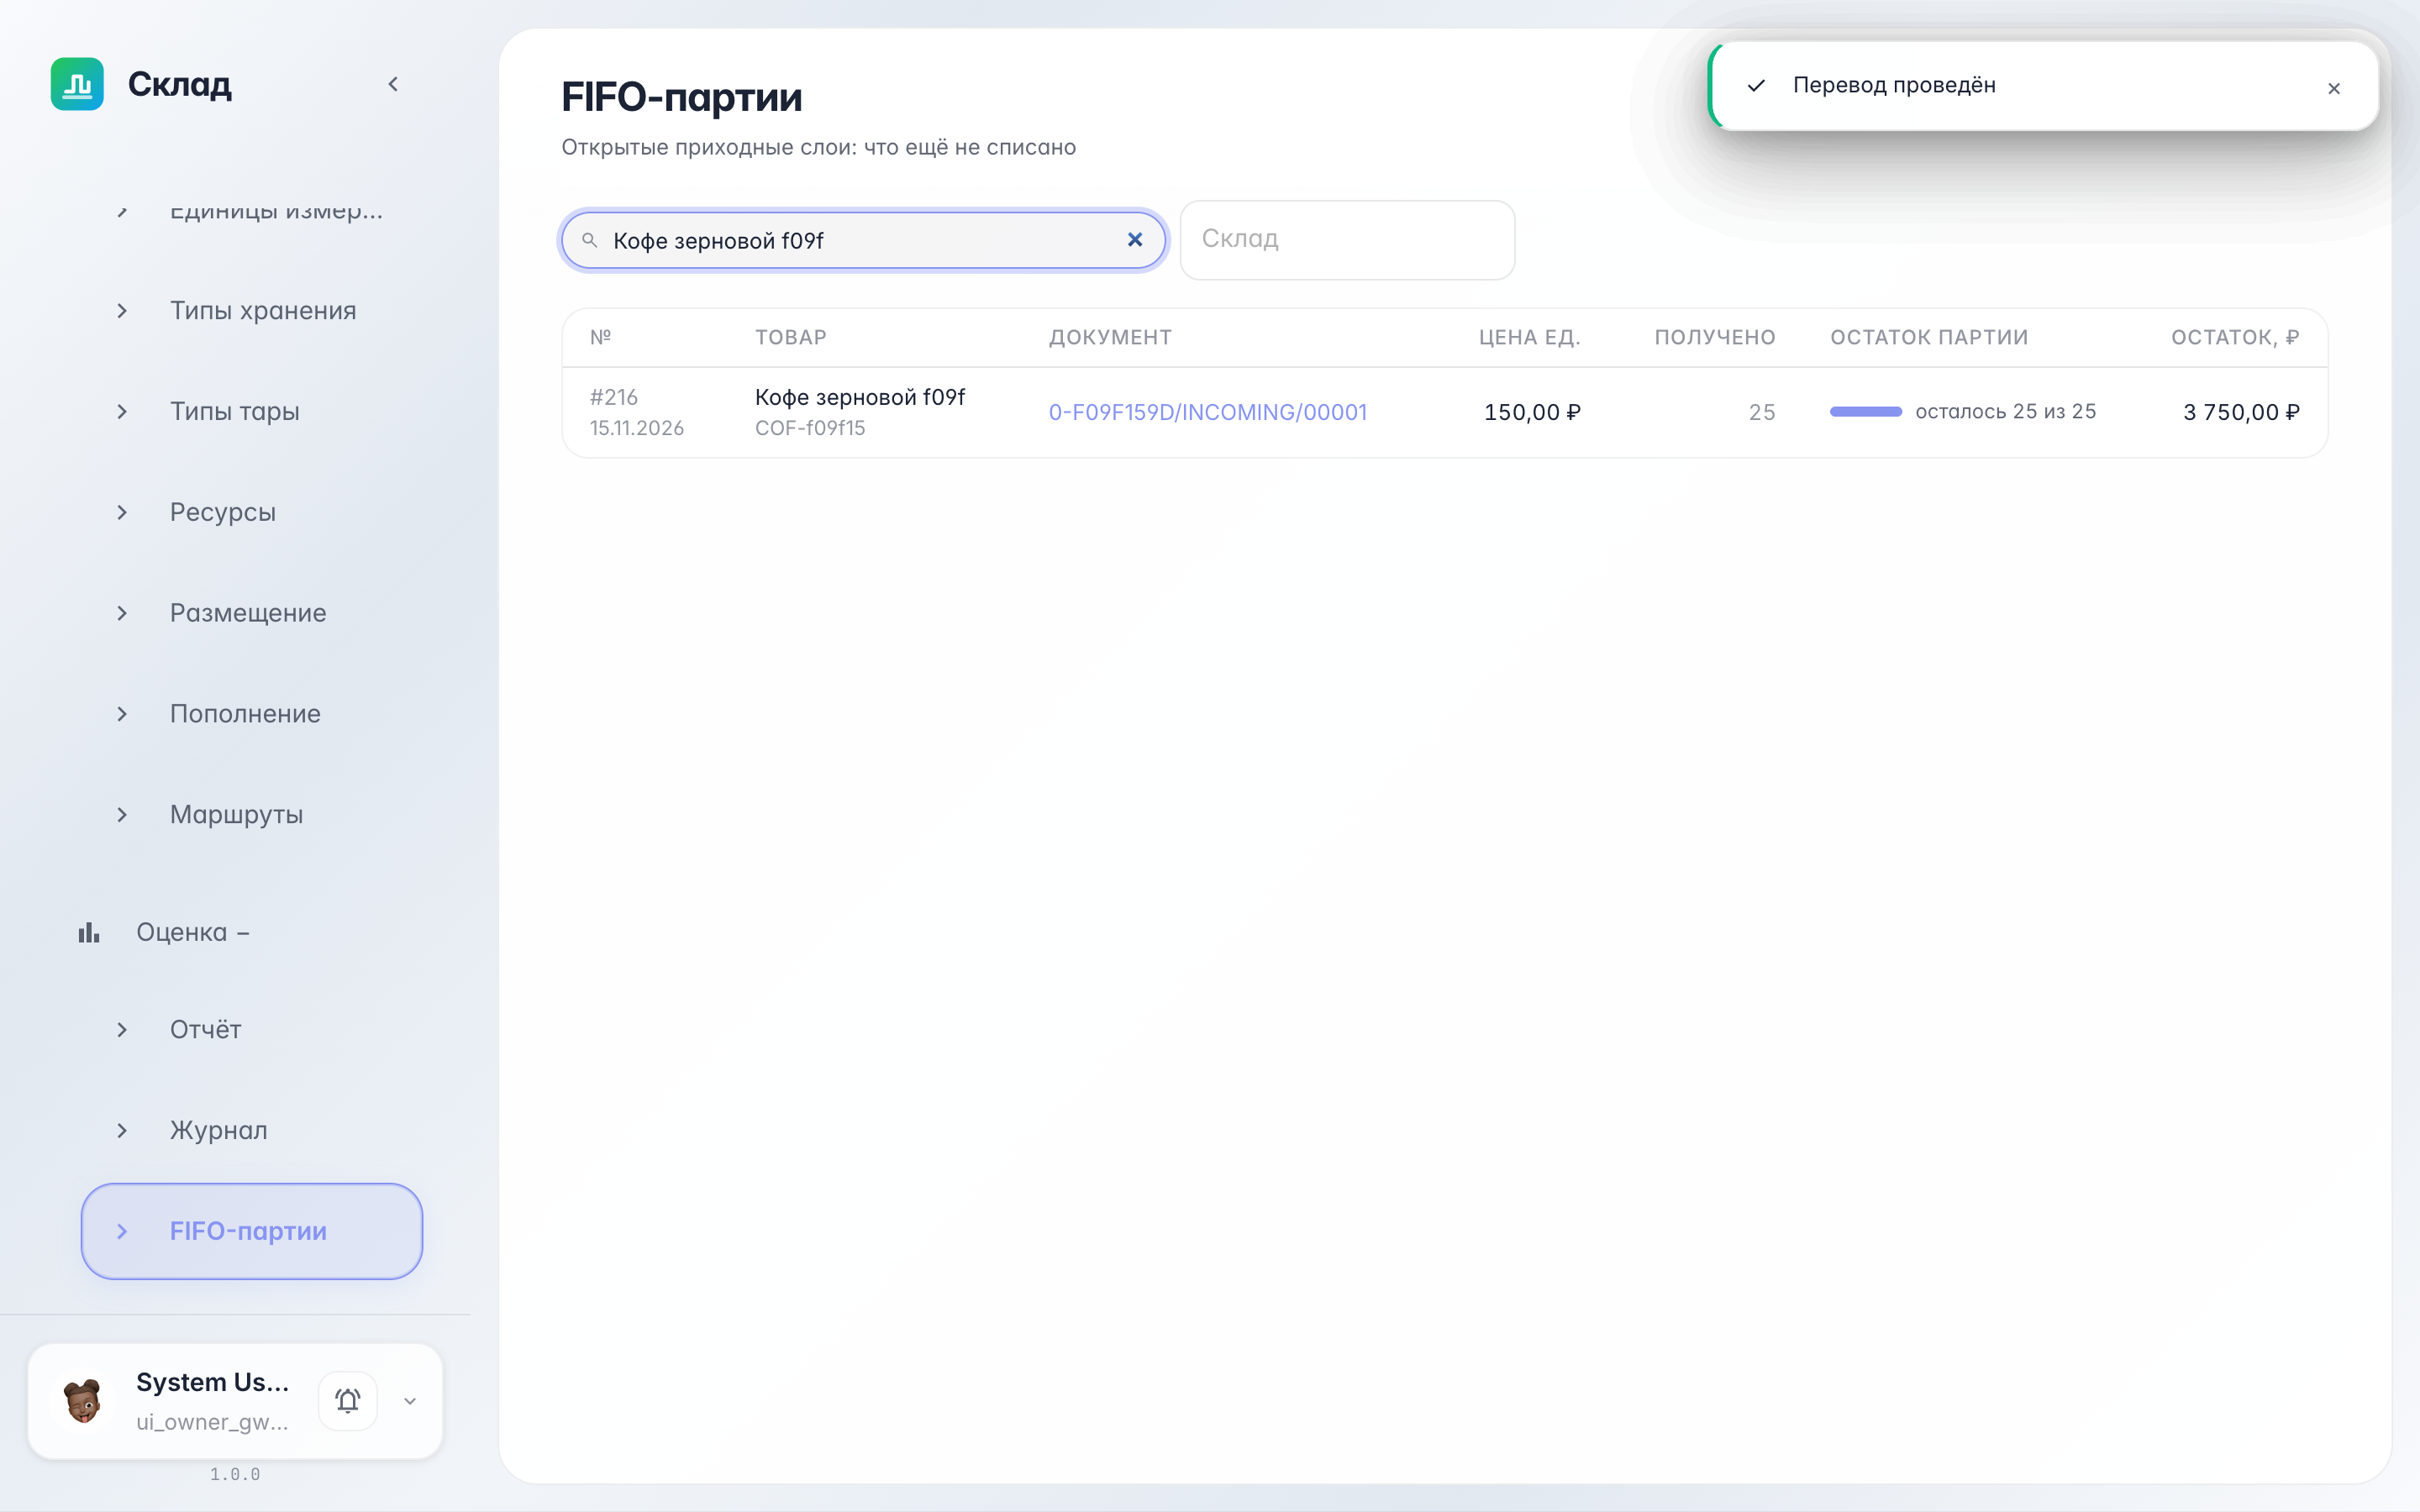 Склад
Единицы измер...
Типы хранения
Типы тары
Ресурсы
Размещение
Пополнение
Маршруты
Оценка –
Отчёт
Журнал
FIFO-партии
System Us...
ui_owner_gw...
1.0.0
FIFO-партии
Открытые приходные слои: что ещё не списано
Перевод проведён
Кофе зерновой f09f
Склад
№ ТОВАР ДОКУМЕНТ ЦЕНА ЕД. ПОЛУЧЕНО ОСТАТОК ПАРТИИ ОСТАТОК, ₽
#216 Кофе зерновой f09f 0-F09F159D/INCOMING/00001 150,00 ₽ 25 осталось 25 из 25 3 750,00 ₽
15.11.2026 COF-f09f15